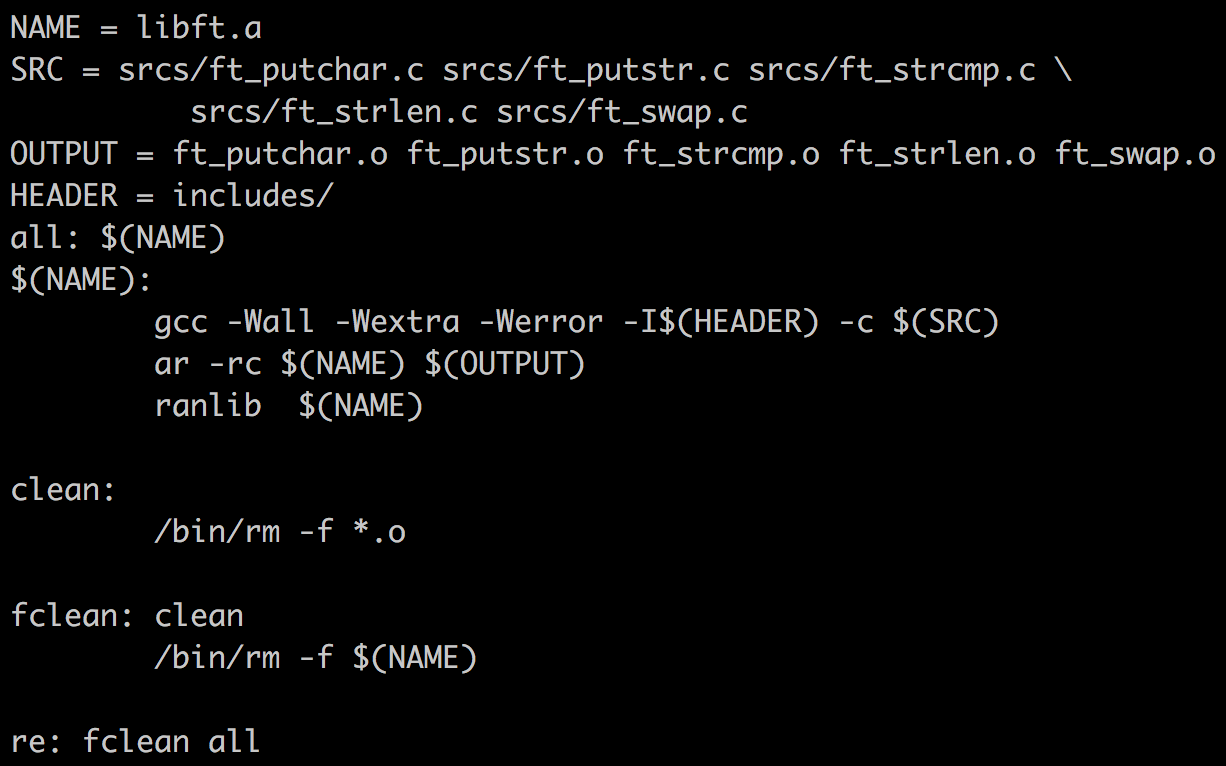 NAME = libft.a
SRC = srcs/ft_putchar.c srcs/ft_putstr.c srcs/ft_strcmp.c \
          srcs/ft_strlen.c srcs/ft_swap.c
OUTPUT = ft_putchar.o ft_putstr.o ft_strcmp.o ft_strlen.o ft_swap.o
HEADER = includes/
all: $(NAME)
$(NAME):
        gcc -Wall -Wextra -Werror -I$(HEADER) -c $(SRC)
        ar -rc $(NAME) $(OUTPUT)
        ranlib  $(NAME)

clean:
        /bin/rm -f *.o

fclean: clean
        /bin/rm -f $(NAME)

re: fclean all